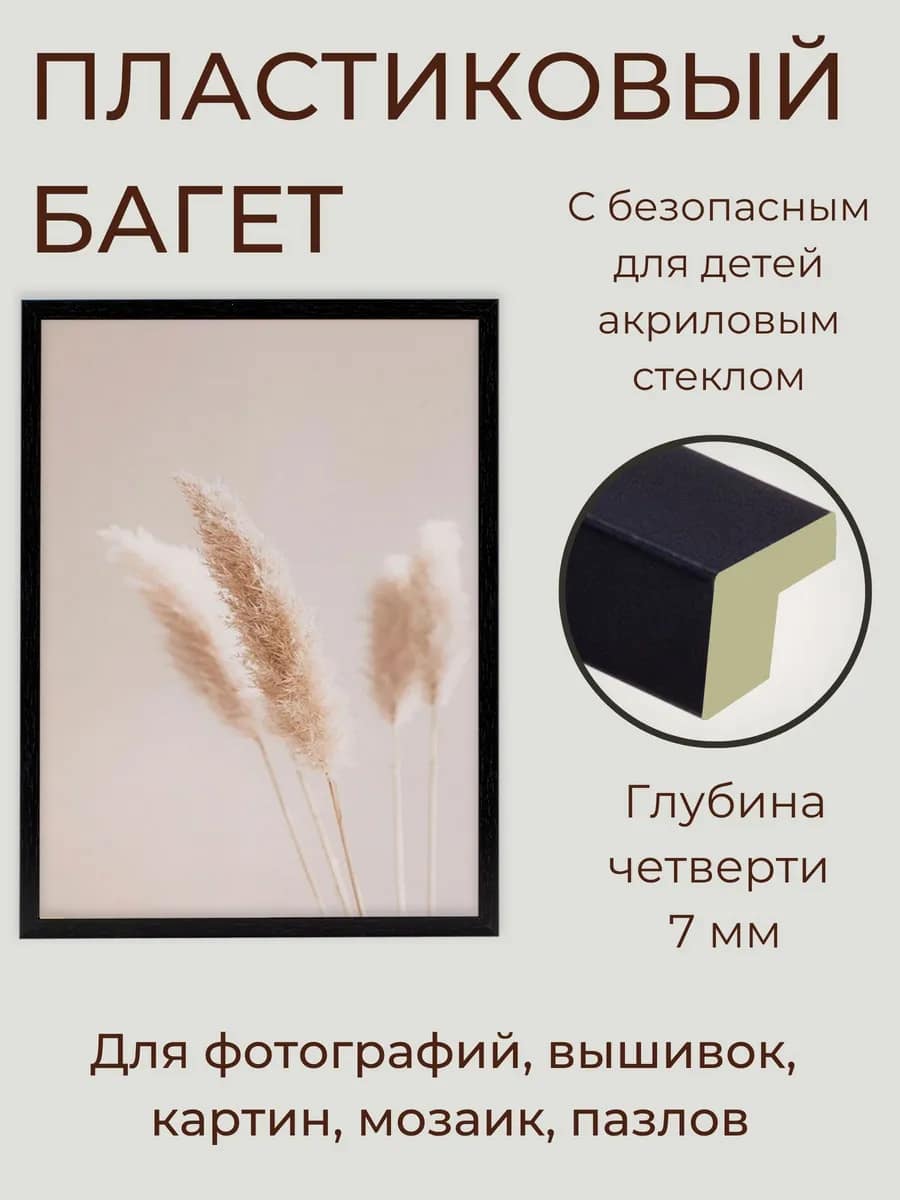 ПЛАСТИКОВЫЙ
БАГЕТ
С безопасным
для детей
акриловым
стеклом
Глубина
четверти
7 мм
Для фотографий, вышивок,
картин, мозаик, пазлов